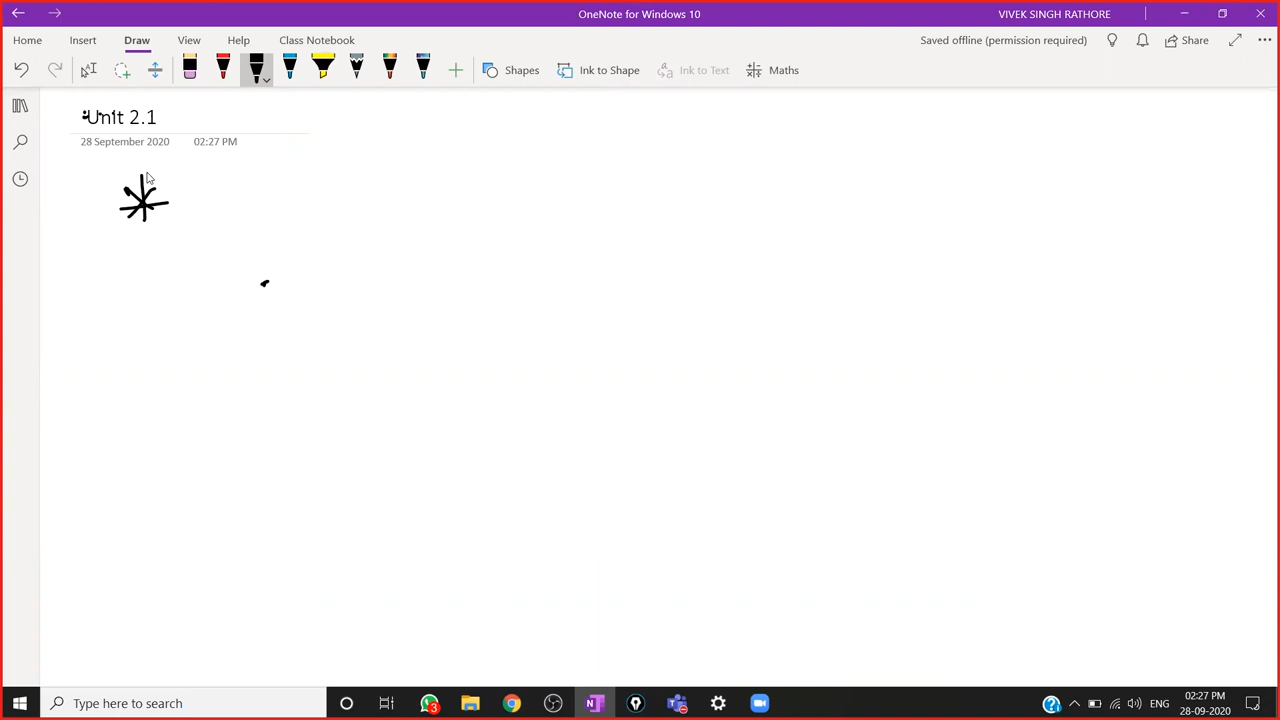 OneNote for Windows 10
VIVEK SINGH RATHORE
Home Insert Draw View Help Class Notebook
Saved offline (permission required)
Share
Shapes
Ink to Shape
Ink to Text
Maths
Unit 2.1
28 September 2020 02:27 PM
*
Type here to search
3
ENG
02:27 PM
28-09-2020